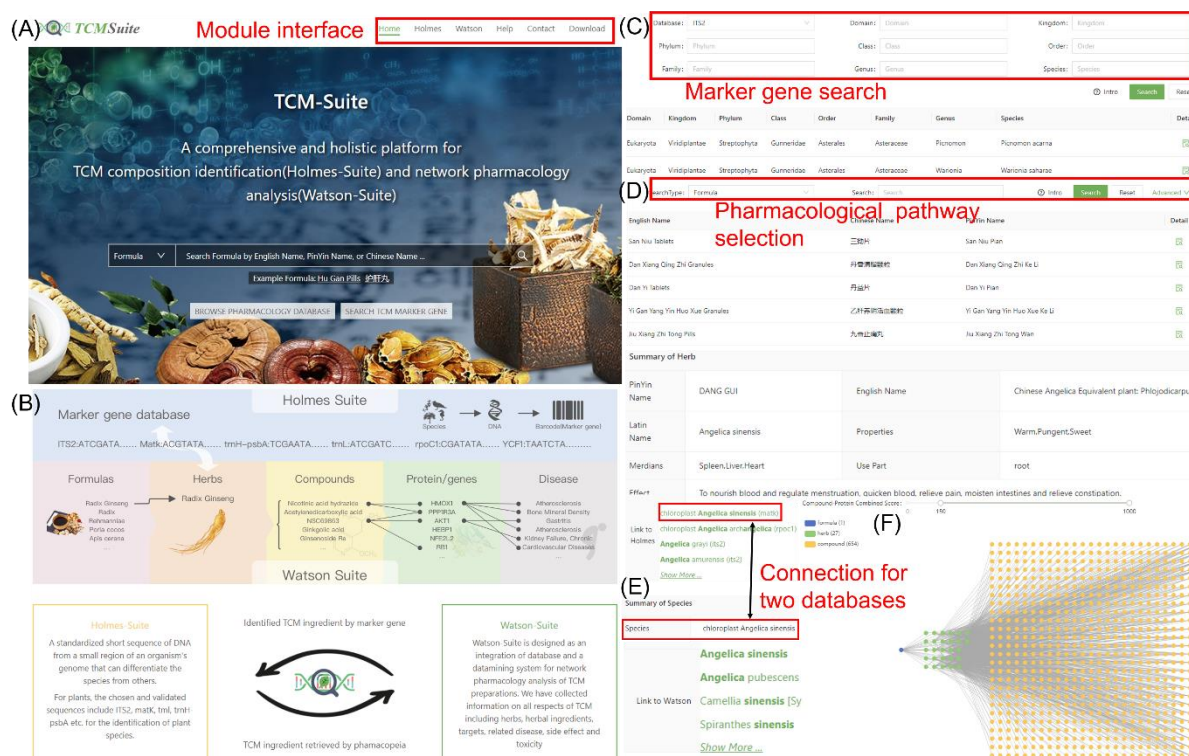 (A)
TCMSuite
Module interface
Home Holmes Watson Help Contact Download
TCM-Suite
A comprehensive and holistic platform for
TCM composition identification(Holmes-Suite) and network pharmacology
analysis(Watson-Suite)
Formula Search Formula by English Name, PinYin Name, or Chinese Name ...
Example Formula: Hu Gan Pills 护肝丸
BROWSE PHARMACOLOGY DATABASE SEARCH TCM MARKER GENE
(B)
Holmes Suite
Marker gene database
Species DNA Barcode(Marker gene)
ITS2:ATCGATA...... Matk:ACGTATA...... trnH-psbA:TCGAATA...... trnL:ATCGATC... rpoC1:CGATATA...... YCF1:TAATCTA.........
Formulas Herbs Compounds Protein/genes Disease
Radix Ginseng
Radix
Rehmanniae
Poria cocos
Apis cerana
...
Radix Ginseng
Nicotinic acid hydrazide
Acetylenedicarboxylic acid
NSC63853
Ginkgolic acid
Ginsenoside Re
...
HMOX1
PPP1R3A
AKT1
HEBP1
NFE2L2
RB1
...
Atherosclerosis
Bone Mineral Density
Gastritis
Atherosclerosis
Kidney Failure, Chronic
Cardiovascular Diseases
...
Watson Suite
Holmes-Suite
A standardized short sequence of DNA
from a small region of an organism's
genome that can differentiate the
species from others.
For plants, the chosen and validated
sequences include ITS2, matK, trnl, trnH
psbA etc. for the identification of plant
species.
Identified TCM ingredient by marker gene
TCM ingredient retrieved by phamacopeia
Watson-Suite
Watson-Suite is designed as an
integration of database and a
datamining system for network
pharmacology analysis of TCM
preparations. We have collected
information on all respects of TCM
including herbs, herbal ingredients,
targets, related disease, side effect and
toxicity
(C)
Database: ITS2 Domain: Domain Kingdom: Kingdom
Phylum: Phylum Class: Class Order: Order
Family: Family Genus: Genus Species: Species
Marker gene search
Intro Search Rese
Domain Kingdom Phylum Class Order Family Genus Species Deta
Eukaryota Viridiplantae Streptophyta Gunneridae Asterales Asteraceae Picnomon Picnomon acarna
Eukaryota Viridiplantae Streptophyta Gunneridae Asterales Asteraceae Warionia Warionia saharae
(D)
SearchType: Formula Search: Search Intro Search Reset Advanced
Pharmacological pathway
selection
English Name Chinese Name PinYin Name Detail
San Niu Tablets San Niu Pian
Dan Xiang Qing Zhi Granules Dan Xiang Qing Zhi Ke Li
Dan Yi Tablets 丹益片 Dan Yi Pian
Yi Gan Yang Yin Huo Xue Granules Yi Gan Yang Yin Huo Xue Ke Li
Jiu Xiang Zhi Tong Pills Jiu Xiang Zhi Tong Wan
Summary of Herb
PinYin Name DANG GUI English Name Chinese Angelica Equivalent plant: Phlojodicarpu
Latin Name Angelica sinensis Properties Warm,Pungent,Sweet
Merdians Spleen,Liver,Heart Use Part root
Effect To nourish blood and regulate menstruation, quicken blood, relieve pain, moisten intestines and relieve constipation.
Link to Holmes
chloroplast Angelica sinensis (matk)
chloroplast Angelica archangelica (rpoc1)
Angelica grayi (its2)
Angelica amurensis (its2)
Show More ...
Connection for
two databases
(E)
Summary of Species
Species chloroplast Angelica sinensis
Link to Watson
Angelica sinensis
Angelica pubescens
Camellia sinensis [Sy
Spiranthes sinensis
Show More ...
(F)
Compound-Protein Combined Score:
0 140 1000
formula (1)
herb (27)
compound (634)